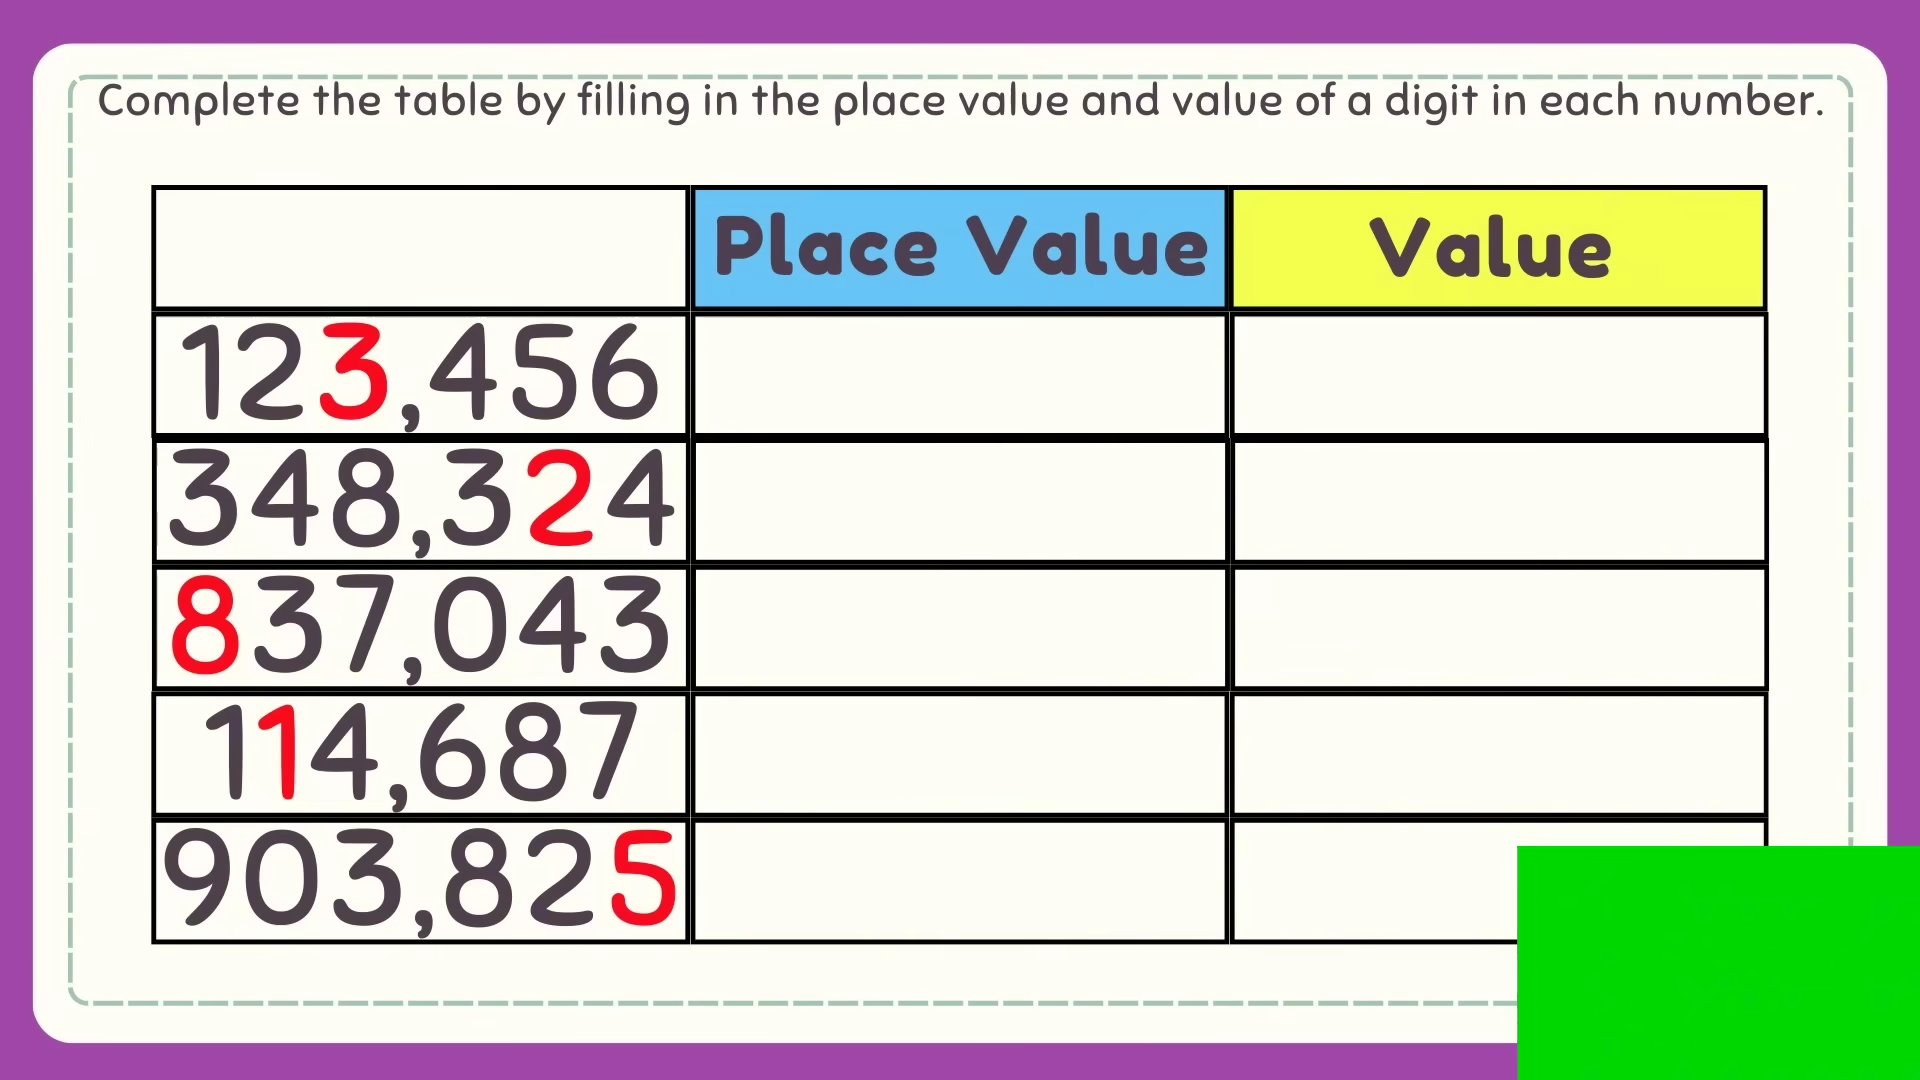 Complete the table by filling in the place value and value of a digit in each number.
Place Value Value
123,456
348,324
837,043
114,687
903,825